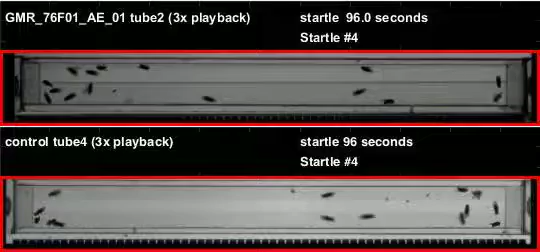 GMR_76F01_AE_01 tube2 (3x playback)
startle  96.0 seconds
Startle #4
control tube4 (3x playback)
startle 96 seconds
Startle #4